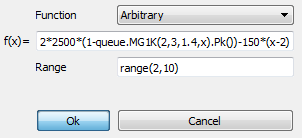 Function Arbitrary
f(x)= 2*2500*(1-queue.MG1K(2,3,1.4,x).Pk())-150*(x-2)
Range range(2,10)
Ok Cancel